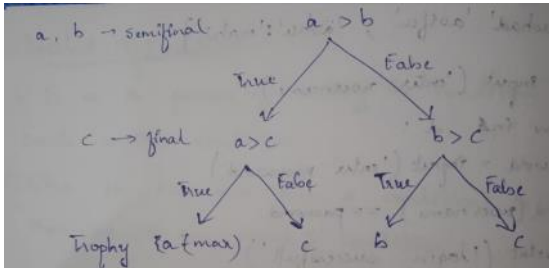 a, b → semifinal a > b
True False
c → final a > c b > c
True False True False
Trophy {a {max) c b c